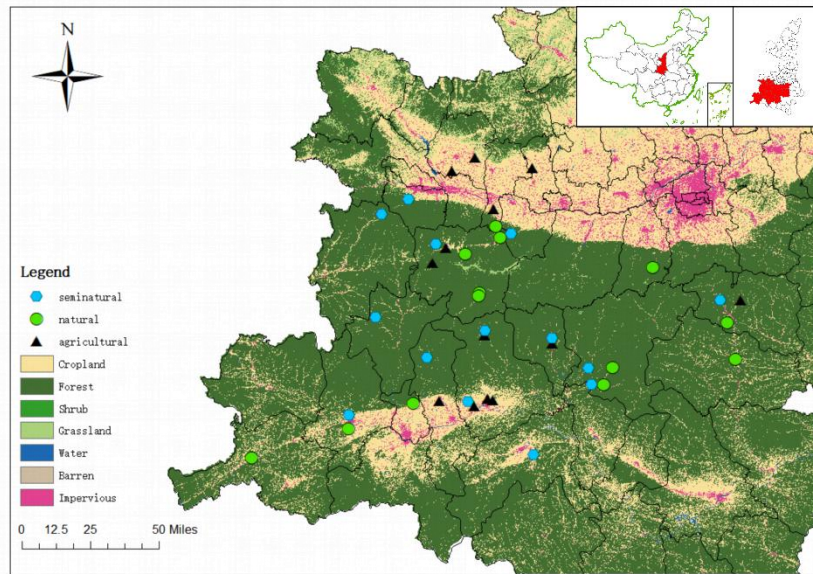 N
Legend
seminatural
natural
agricultural
Cropland
Forest
Shrub
Grassland
Water
Barren
Impervious
0 12.5 25 50 Miles